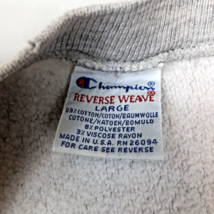 Champion®
REVERSE WEAVE®
LARGE
89% COTTON/COTON/BAUMWOLLE
COTONE/KATOEN/BOMULD
8% POLYESTER
3% VISCOSE RAYON
MADE IN U.S.A. RN 26094
FOR CARE SEE REVERSE